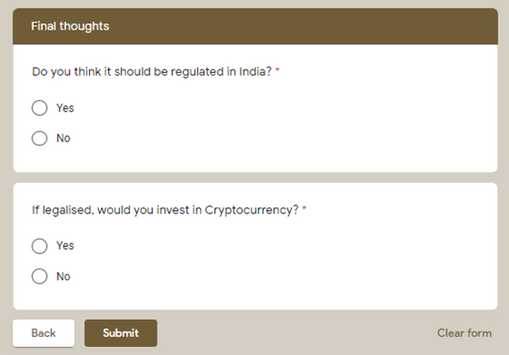 Final thoughts
Do you think it should be regulated in India? *
Yes
No
If legalised, would you invest in Cryptocurrency? *
Yes
No
Back Submit Clear form